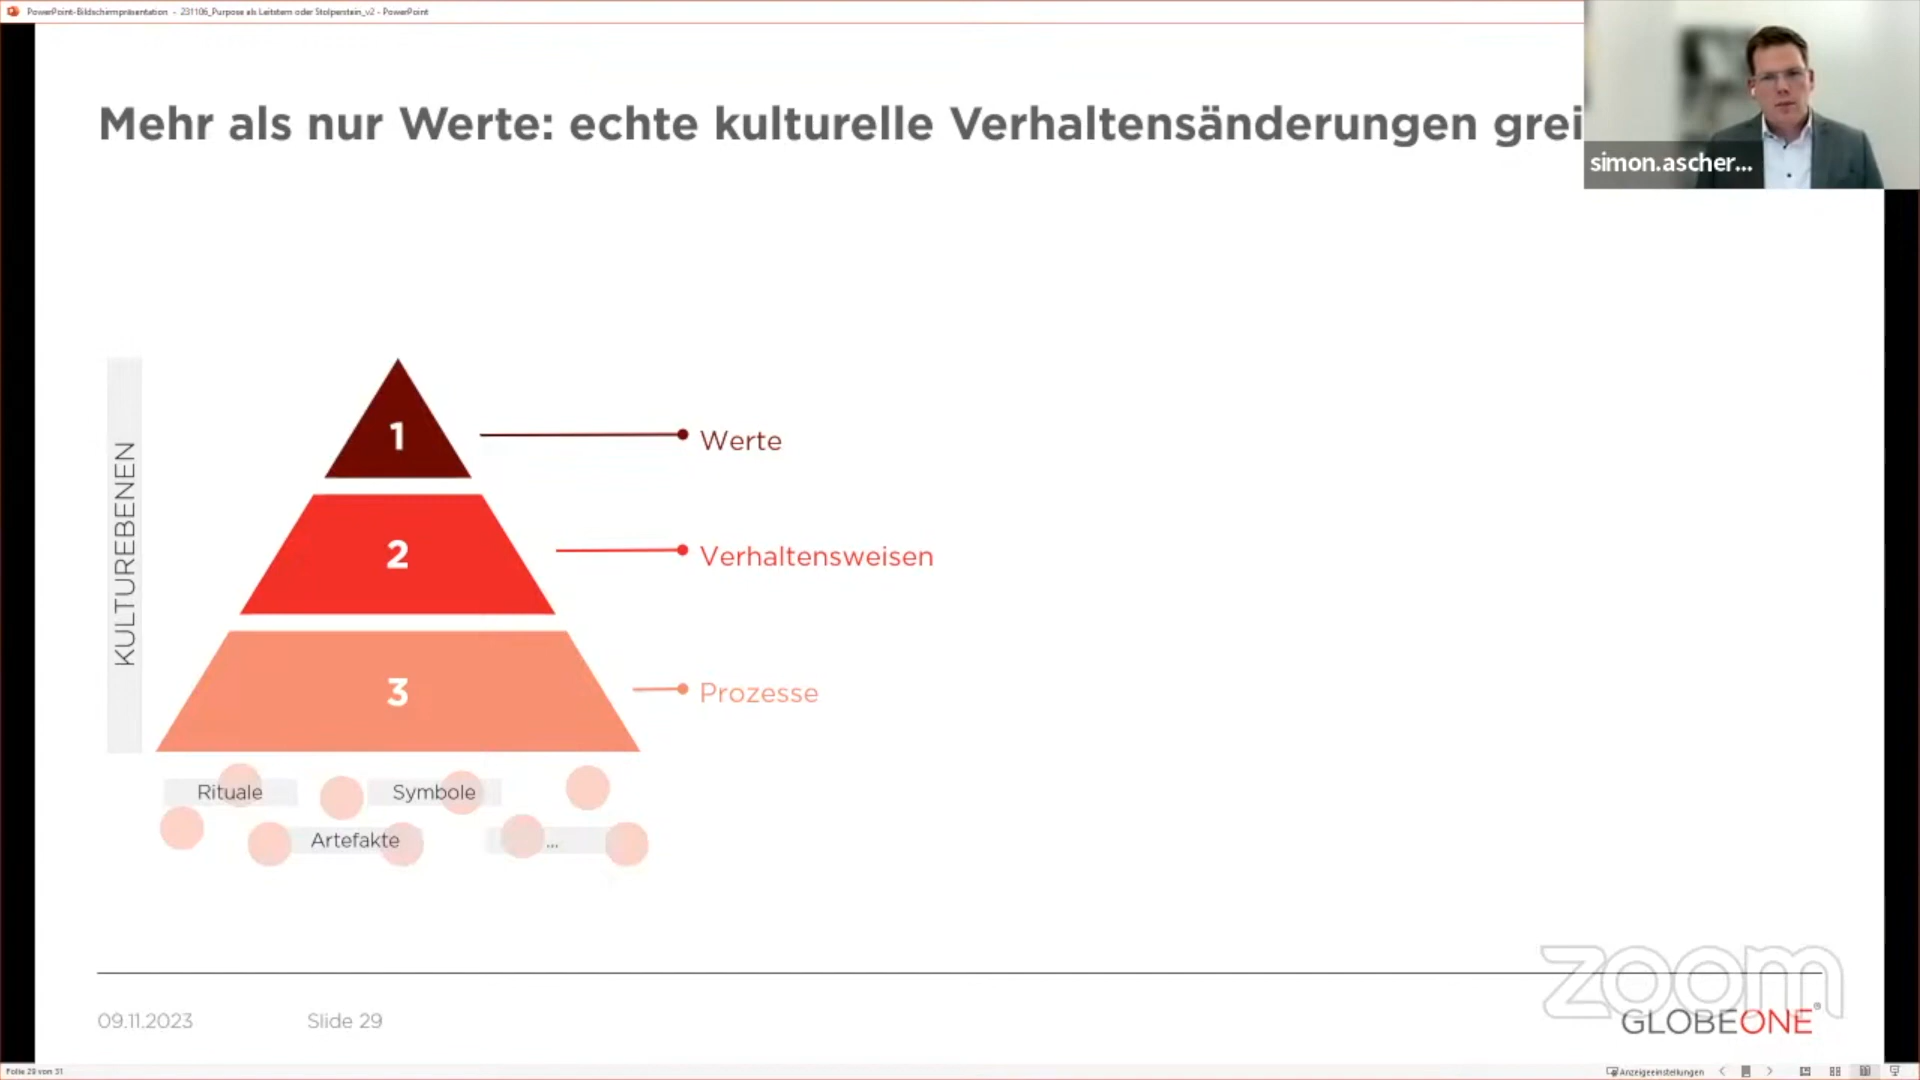 PowerPoint-Bildschirmpräsentation - 231106_Purpose als Leitstern oder Stolperstein_v2 - PowerPoint
Mehr als nur Werte: echte kulturelle Verhaltensänderungen grei
simon.ascher...
KULTUREBENEN
1
Werte
2
Verhaltensweisen
3
Prozesse
Rituale
Symbole
Artefakte
...
zoom
09.11.2023
Slide 29
GLOBEONE®
Folie 29 von 31
Anzeigeeinstellungen